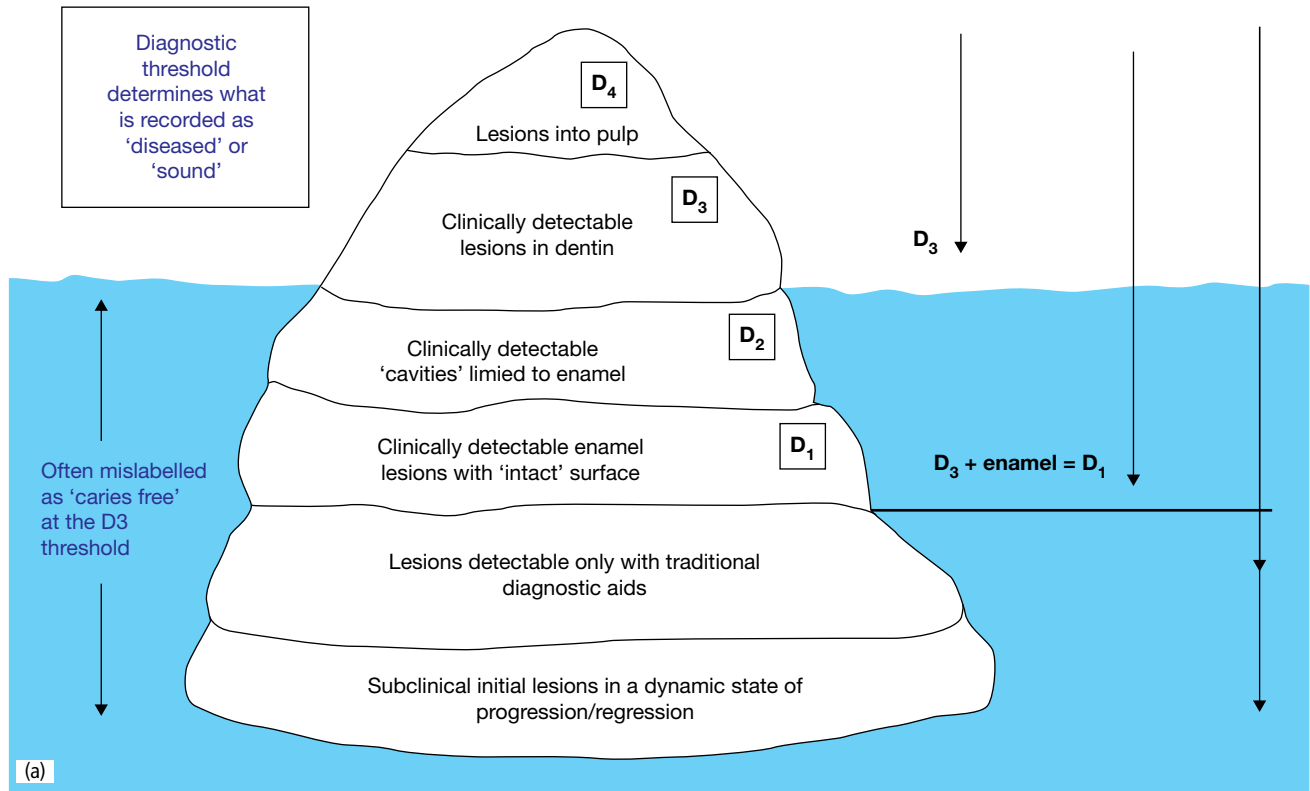 Diagnostic
threshold
determines what
is recorded as
‘diseased’ or
‘sound’
D4
Lesions into pulp
D3
Clinically detectable
lesions in dentin
D3
D2
Clinically detectable
‘cavities’ limied to enamel
D1
Clinically detectable enamel
lesions with ‘intact’ surface
D3 + enamel = D1
Often mislabelled
as ‘caries free’
at the D3
threshold
Lesions detectable only with traditional
diagnostic aids
Subclinical initial lesions in a dynamic state of
progression/regression
(a)